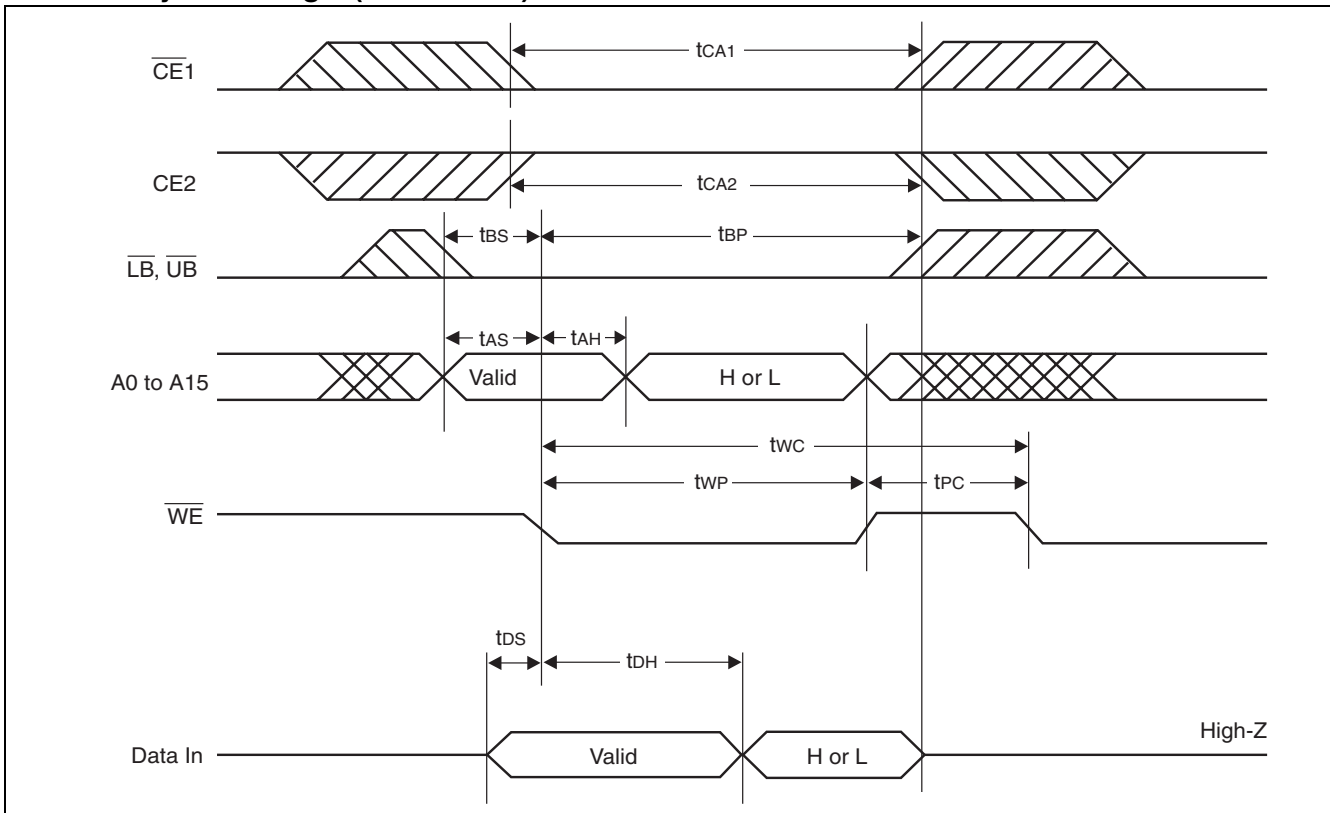 CE1
tCA1
CE2
tCA2
LB, UB
tBS
tBP
A0 to A15
tAS
tAH
Valid
H or L
tWC
WE
tWP
tPC
tDS
tDH
Data In
Valid
H or L
High-Z